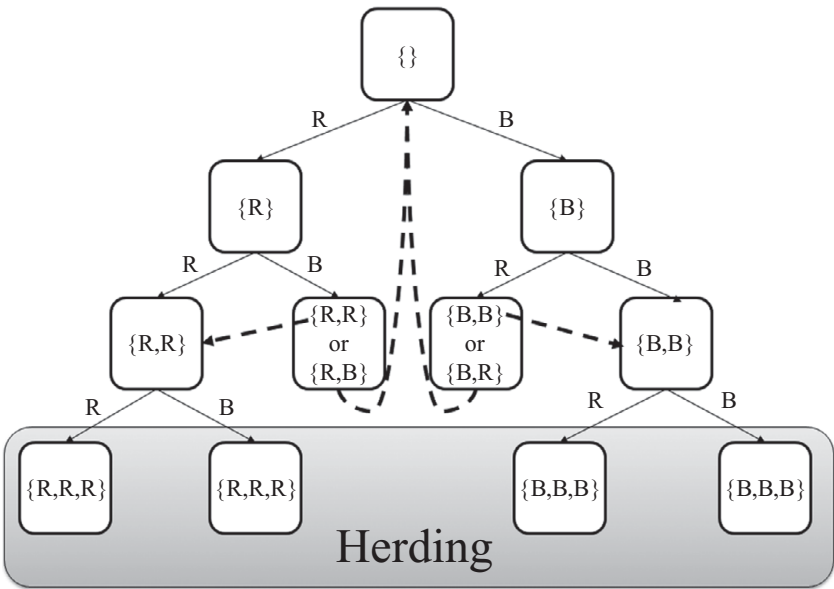 {}
R
B
{R}
{B}
R
B
R
B
{R,R}
{R,R}
or
{R,B}
{B,B}
or
{B,R}
{B,B}
R
B
R
B
{R,R,R}
{R,R,R}
{B,B,B}
{B,B,B}
Herding